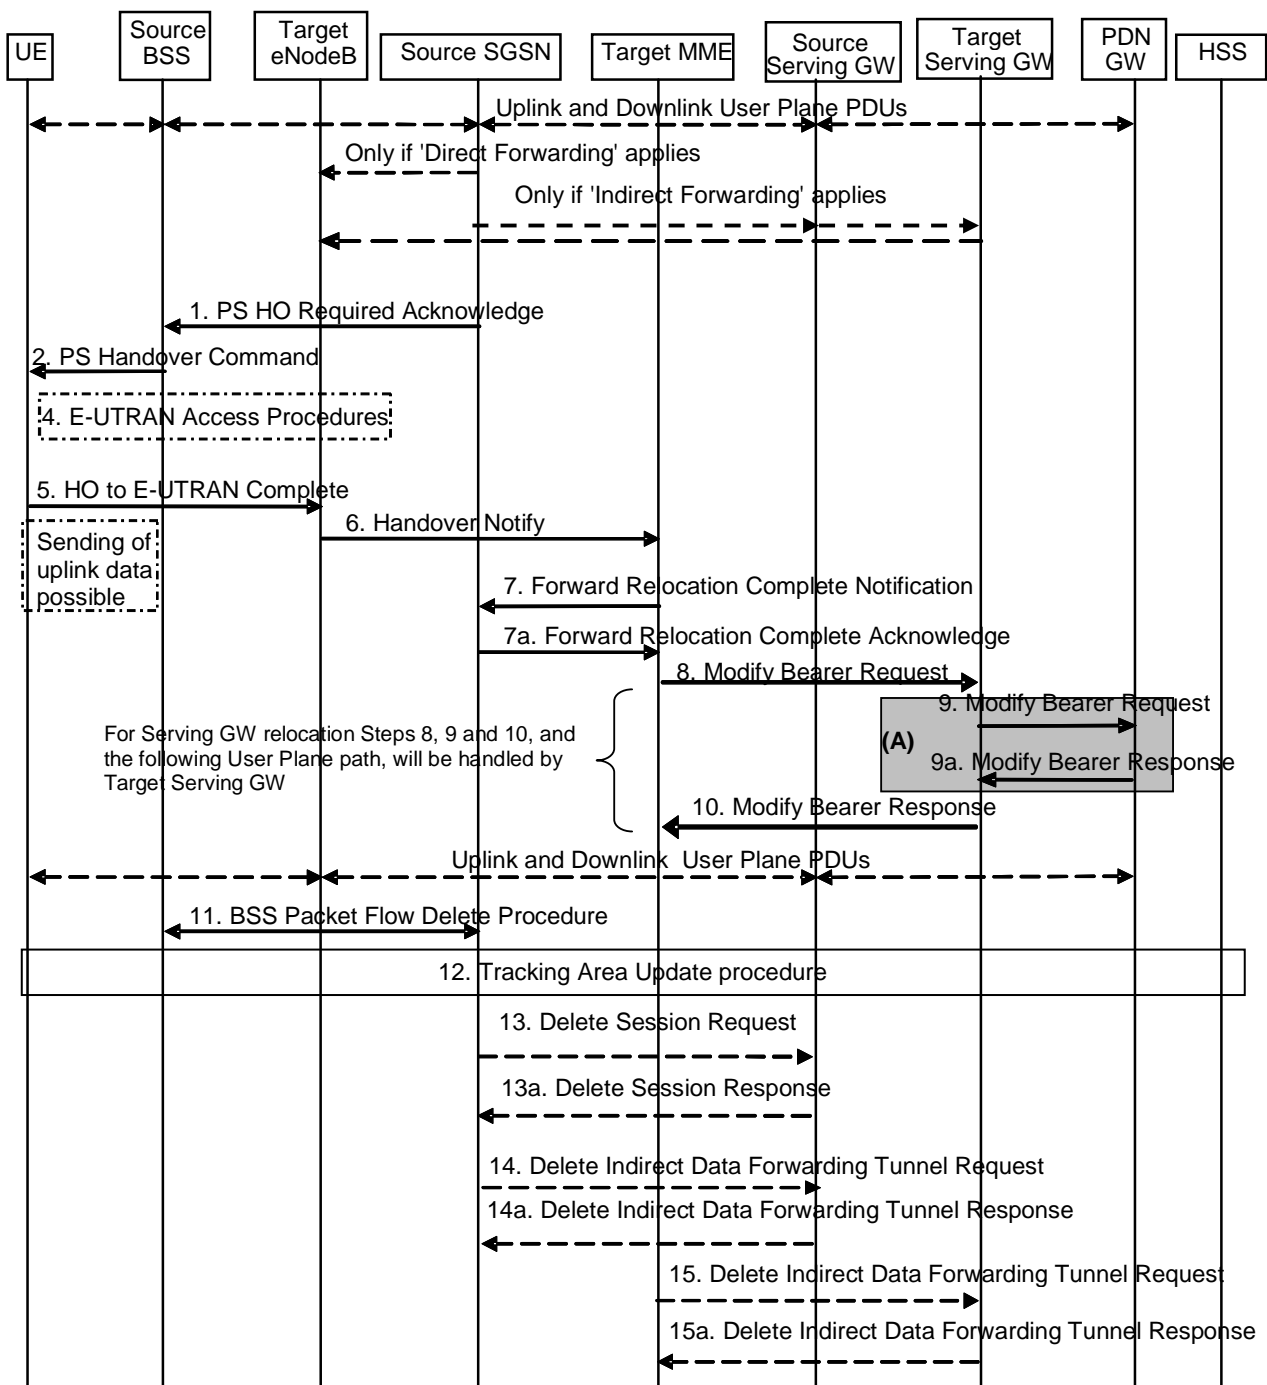 UE
Source
BSS
Target
eNodeB
Source SGSN
Target MME
Source
Serving GW
Target
Serving GW
PDN
GW
HSS
Uplink and Downlink User Plane PDUs
Only if 'Direct Forwarding' applies
Only if 'Indirect Forwarding' applies
1. PS HO Required Acknowledge
2. PS Handover Command
4. E-UTRAN Access Procedures
5. HO to E-UTRAN Complete
6. Handover Notify
Sending of
uplink data
possible
7. Forward Relocation Complete Notification
7a. Forward Relocation Complete Acknowledge
8. Modify Bearer Request
9. Modify Bearer Request
(A)
9a. Modify Bearer Response
For Serving GW relocation Steps 8, 9 and 10, and
the following User Plane path, will be handled by
Target Serving GW
10. Modify Bearer Response
Uplink and Downlink User Plane PDUs
11. BSS Packet Flow Delete Procedure
12. Tracking Area Update procedure
13. Delete Session Request
13a. Delete Session Response
14. Delete Indirect Data Forwarding Tunnel Request
14a. Delete Indirect Data Forwarding Tunnel Response
15. Delete Indirect Data Forwarding Tunnel Request
15a. Delete Indirect Data Forwarding Tunnel Response